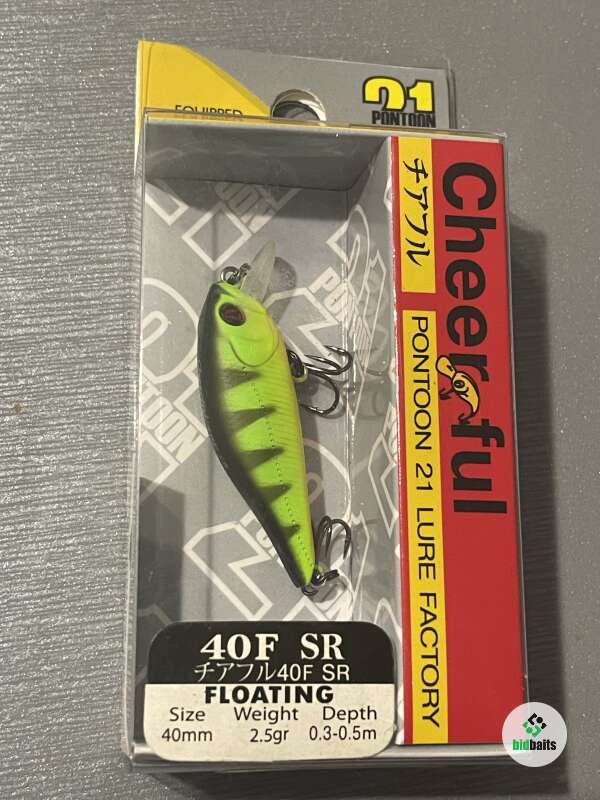 EQUIPPED
21
PONTOON
Cheerful
チアフル
PONTOON 21 LURE FACTORY
40F SR
チアフル40F SR
FLOATING
Size Weight Depth
40mm 2.5gr 0.3-0.5m
bidbaits